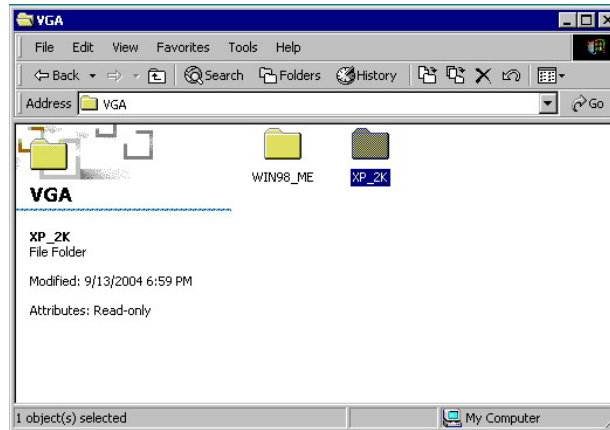 VGA
File Edit View Favorites Tools Help
Back Search Folders History
Address VGA Go
WIN98_ME XP_2K
VGA
XP_2K
File Folder
Modified: 9/13/2004 6:59 PM
Attributes: Read-only
1 object(s) selected My Computer